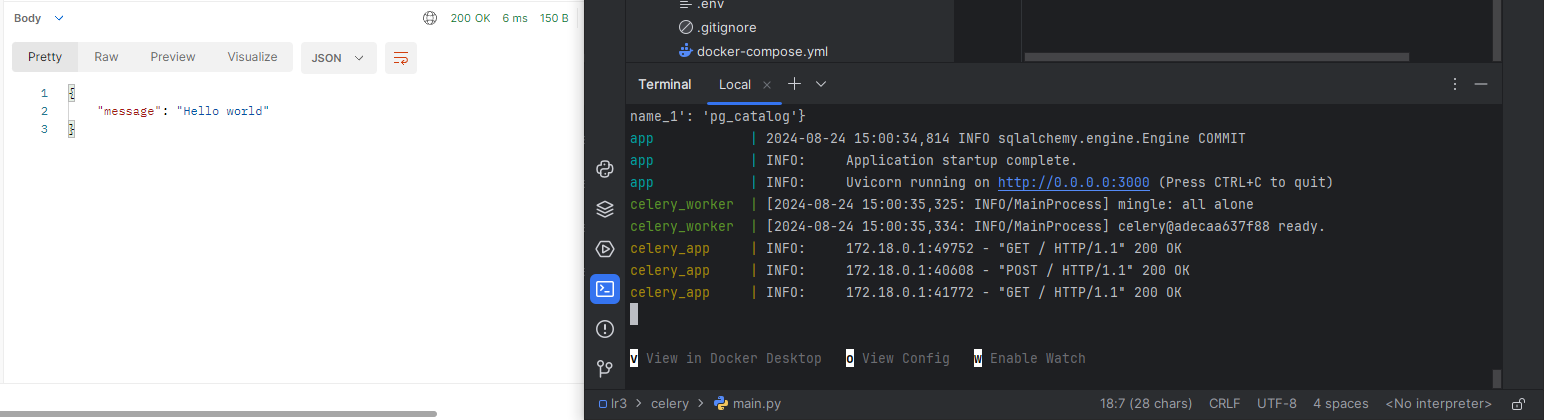 Body
200 OK 6 ms 150 B
Pretty Raw Preview Visualize JSON
1 {
2 "message": "Hello world"
3 }
.env
.gitignore
docker-compose.yml
Terminal Local
name_1': 'pg_catalog'}
app | 2024-08-24 15:00:34,814 INFO sqlalchemy.engine.Engine COMMIT
app | INFO: Application startup complete.
app | INFO: Uvicorn running on http://0.0.0.0:3000 (Press CTRL+C to quit)
celery_worker | [2024-08-24 15:00:35,325: INFO/MainProcess] mingle: all alone
celery_worker | [2024-08-24 15:00:35,334: INFO/MainProcess] celery@adecaa637f88 ready.
celery_app | INFO: 172.18.0.1:49752 - "GET / HTTP/1.1" 200 OK
celery_app | INFO: 172.18.0.1:40608 - "POST / HTTP/1.1" 200 OK
celery_app | INFO: 172.18.0.1:41772 - "GET / HTTP/1.1" 200 OK
v View in Docker Desktop o View Config w Enable Watch
lr3 > celery > main.py 18:7 (28 chars) CRLF UTF-8 4 spaces <No interpreter>